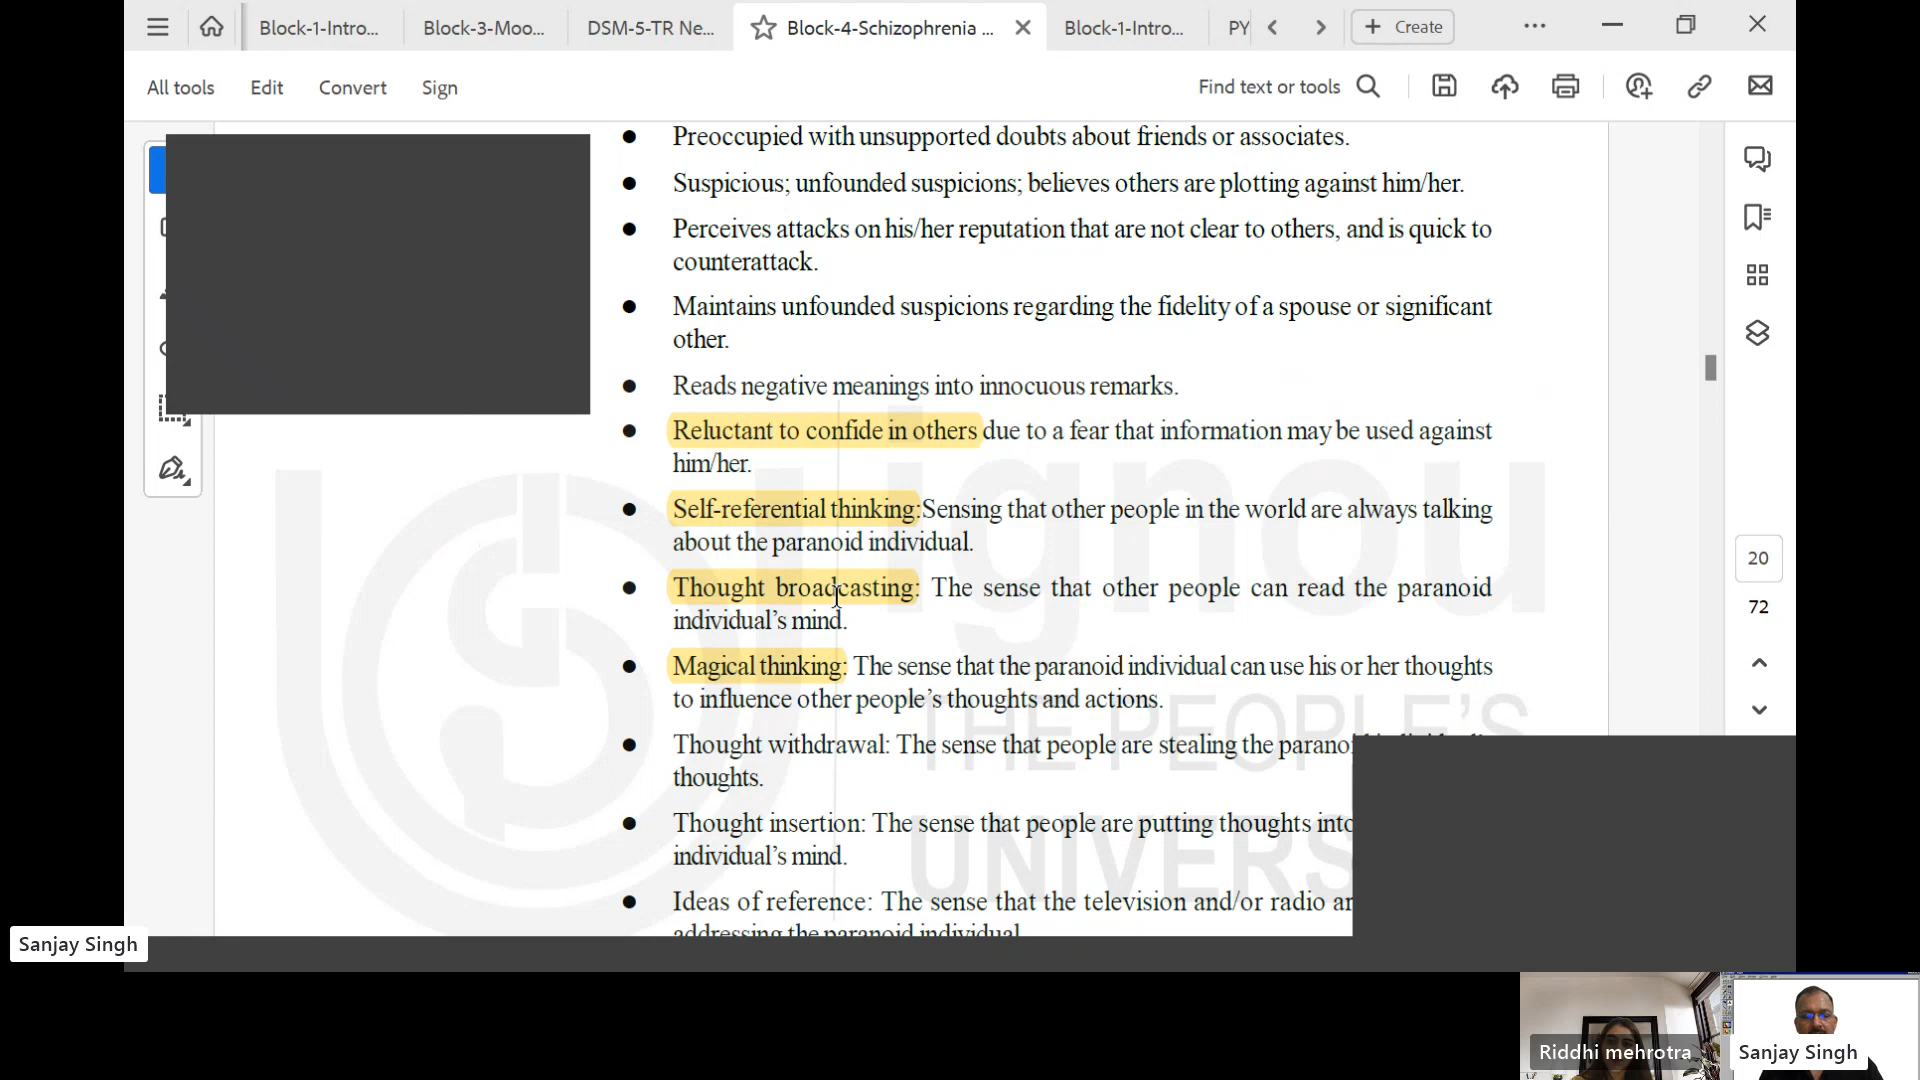 Block-1-Intro...
Block-3-Moo...
DSM-5-TR Ne...
Block-4-Schizophrenia ...
Block-1-Intro...
PY
Create
All tools
Edit
Convert
Sign
Find text or tools
Preoccupied with unsupported doubts about friends or associates.
Suspicious; unfounded suspicions; believes others are plotting against him/her.
Perceives attacks on his/her reputation that are not clear to others, and is quick to
counterattack.
Maintains unfounded suspicions regarding the fidelity of a spouse or significant
other.
Reads negative meanings into innocuous remarks.
Reluctant to confide in others due to a fear that information may be used against
him/her.
Self-referential thinking:Sensing that other people in the world are always talking
about the paranoid individual.
Thought broadcasting: The sense that other people can read the paranoid
individual's mind.
Magical thinking: The sense that the paranoid individual can use his or her thoughts
to influence other people's thoughts and actions.
Thought withdrawal: The sense that people are stealing the
thoughts.
Thought insertion: The sense that people are putting thoughts into
individual's mind.
Ideas of reference: The sense that the television and/or radio
addressing the paranoid individual.
ignou
THE PEOPLE'S
UNIVERS
20
72
Sanjay Singh
Riddhi mehrotra
Sanjay Singh